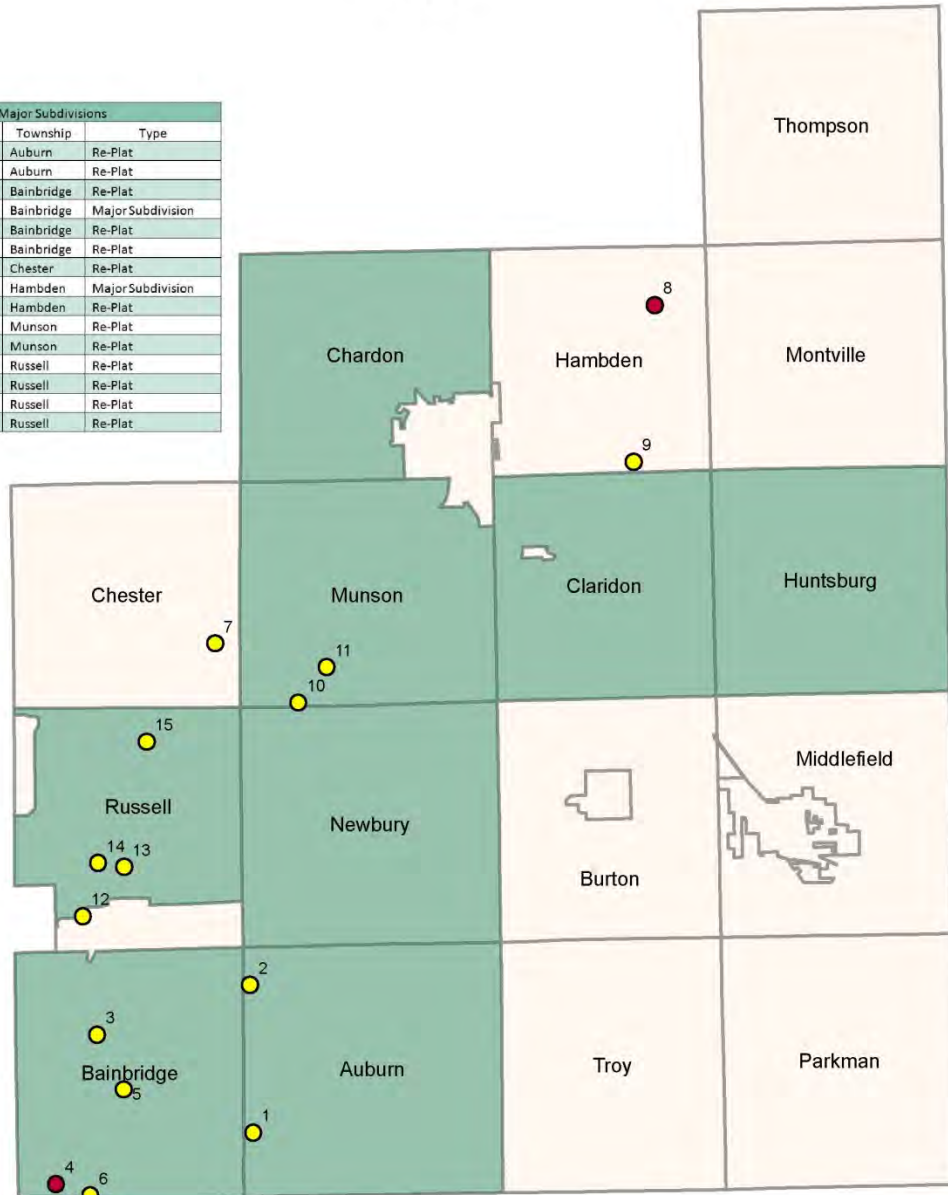 Major Subdivisions
Township Type
Auburn Re-Plat
Auburn Re-Plat
Bainbridge Re-Plat
Bainbridge Major Subdivision
Bainbridge Re-Plat
Bainbridge Re-Plat
Chester Re-Plat
Hambden Major Subdivision
Hambden Re-Plat
Munson Re-Plat
Munson Re-Plat
Russell Re-Plat
Russell Re-Plat
Russell Re-Plat
Russell Re-Plat
Thompson
8
Chardon
Hambden
Montville
9
Chester
Munson
Claridon
Huntsburg
7
11
10
15
Middlefield
Russell
Newbury
14 13
Burton
12
2
3
Bainbridge
Auburn
Troy
Parkman
5
1
4
6